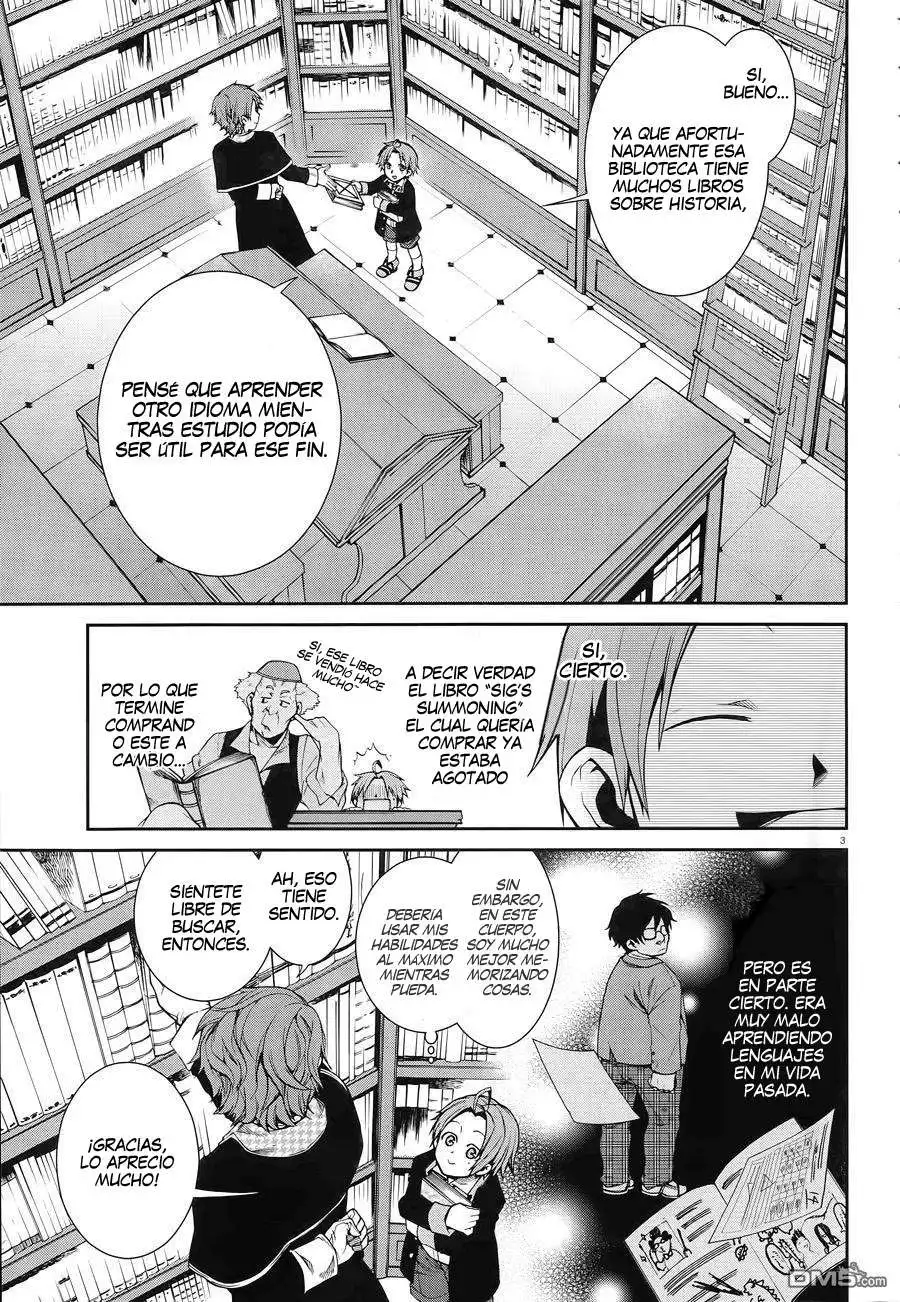 SI,
BUENO...
YA QUE AFORTU-
NADAMENTE ESA
BIBLIOTECA TIENE
MUCHOS LIBROS
SOBRE HISTORIA,
PENSÉ QUE APRENDER
OTRO IDIOMA MIEN-
TRAS ESTUDIO PODÍA
SER ÚTIL PARA ESE FIN.
SI,
CIERTO.
A DECIR VERDAD
EL LIBRO "SIG'S
SUMMONING"
EL CUAL QUERÍA
COMPRAR YA
ESTABA
AGOTADO
SI, ESE LIBRO
SE VENDIÓ HACE
MUCHO~
POR LO QUE
TERMINE
COMPRAND
O ESTE A
CAMBIO...
3
PERO ES
EN PARTE
CIERTO. ERA
MUY MALO
APRENDIENDO
LENGUAJES
EN MI VIDA
PASADA.
SIN
EMBARGO,
EN ESTE
CUERPO,
SOY MUCHO
MEJOR ME-
MORIZANDO
COSAS.
DEBERÍA
USAR MIS
HABILIDADES
AL MÁXIMO
MIENTRAS
PUEDA.
AH, ESO
TIENE
SENTIDO.
SIÉNTETE
LIBRE DE
BUSCAR,
ENTONCES.
¡GRACIAS,
LO APRECIO
MUCHO!
DM5.com